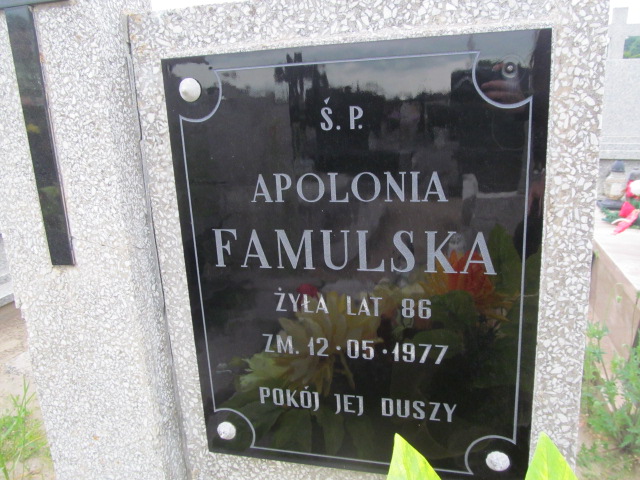 Ś. P.
APOLONIA
FAMULSKA
ŻYŁA LAT 86
ZM. 12·05·1977
POKÓJ JEJ DUSZY